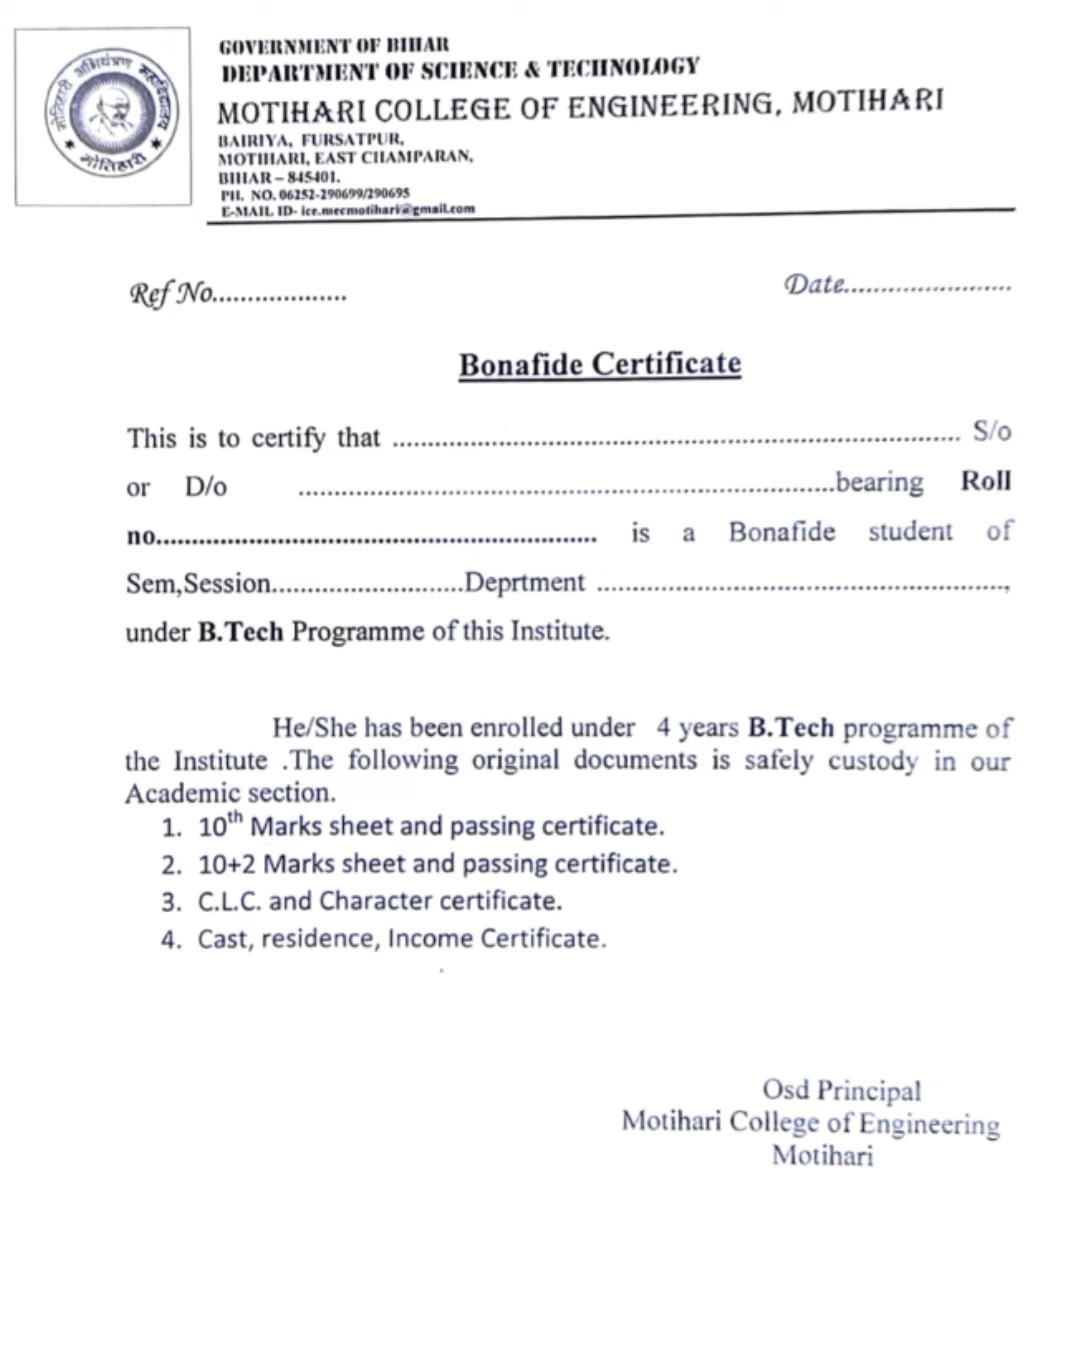 मोतिहारी अभियंत्रण महाविद्यालय
मोतिहारी
GOVERNMENT OF BIHAR
DEPARTMENT OF SCIENCE & TECHNOLOGY
MOTIHARI COLLEGE OF ENGINEERING, MOTIHARI
BAIRIYA, FURSATPUR,
MOTIHARI, EAST CHAMPARAN,
BIHAR – 845401.
PH. NO. 06252-290699/290695
E-MAIL ID- ice.mecmotihari@gmail.com
Ref No................... Date.......................
Bonafide Certificate
This is to certify that ................................................................................ S/o
or D/o ...........................................................................bearing Roll
no.............................................................. is a Bonafide student of
Sem,Session..........................Deprtment .........................................................,
under B.Tech Programme of this Institute.
He/She has been enrolled under 4 years B.Tech programme of
the Institute .The following original documents is safely custody in our
Academic section.
1. 10th Marks sheet and passing certificate.
2. 10+2 Marks sheet and passing certificate.
3. C.L.C. and Character certificate.
4. Cast, residence, Income Certificate.
Osd Principal
Motihari College of Engineering
Motihari